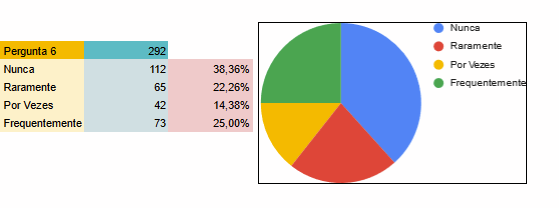 Pergunta 6 292
Nunca 112 38,36%
Raramente 65 22,26%
Por Vezes 42 14,38%
Frequentemente 73 25,00%
Nunca
Raramente
Por Vezes
Frequentemente